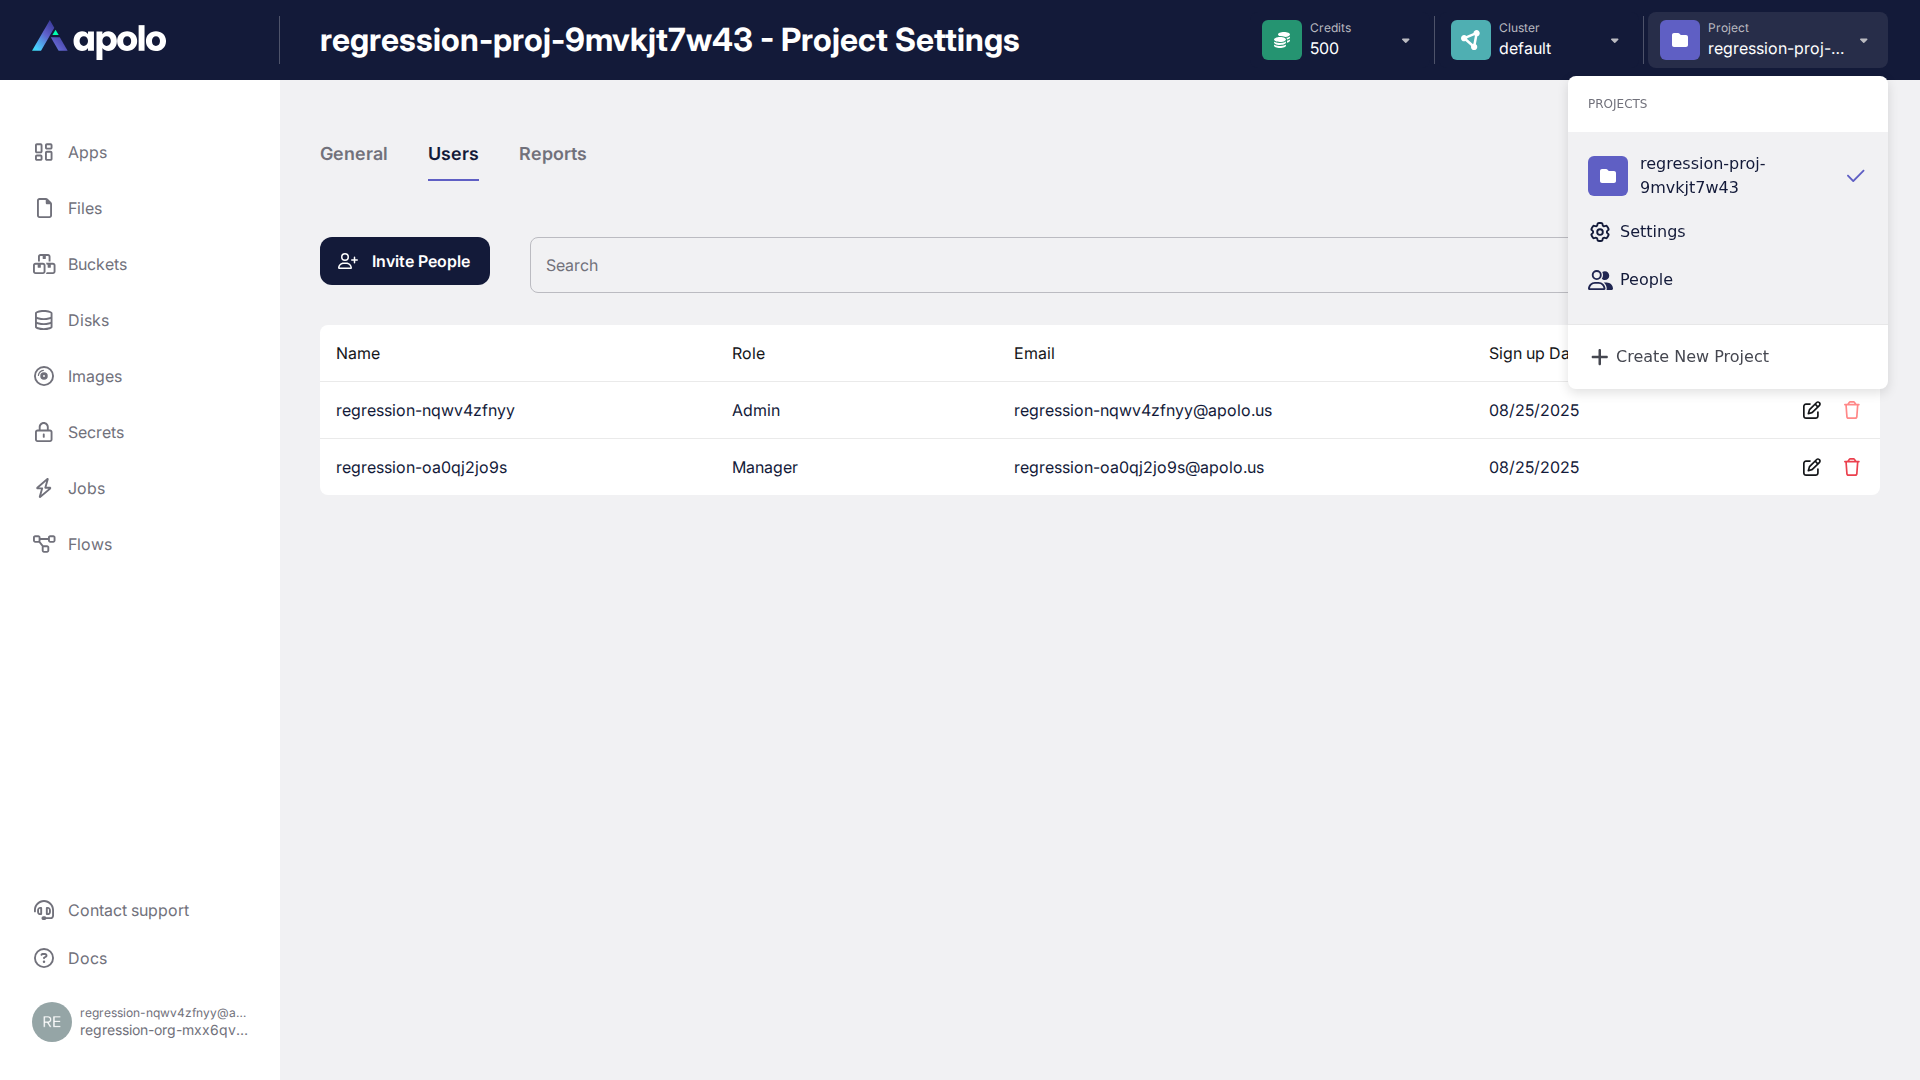 apolo
regression-proj-9mvkjt7w43 - Project Settings
Credits
500
Cluster
default
Project
regression-proj-...
PROJECTS
regression-proj-
9mvkjt7w43
Settings
People
Create New Project
Apps
Files
Buckets
Disks
Images
Secrets
Jobs
Flows
General Users Reports
Invite People
Search
Name Role Email Sign up Da
regression-nqwv4zfnyy Admin regression-nqwv4zfnyy@apolo.us 08/25/2025
regression-oa0qj2jo9s Manager regression-oa0qj2jo9s@apolo.us 08/25/2025
Contact support
Docs
RE
regression-nqwv4zfnyy@a...
regression-org-mxx6qv...